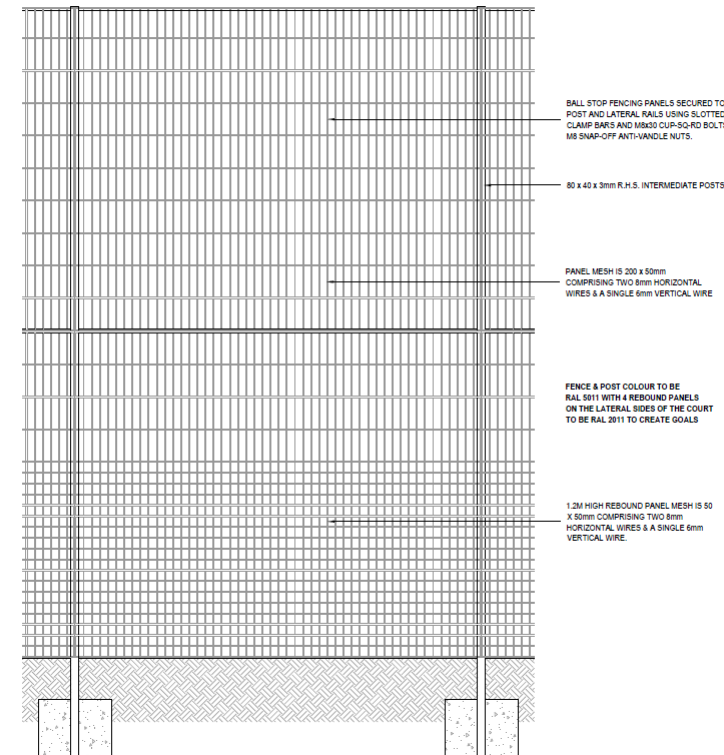 BALL STOP FENCING PANELS SECURED TO
POST AND LATERAL RAILS USING SLOTTED
CLAMP BARS AND M8x30 CUP-SQ-RD BOLTS
M8 SNAP-OFF ANTI-VANDLE NUTS.
80 x 40 x 3mm R.H.S. INTERMEDIATE POSTS
PANEL MESH IS 200 x 50mm
COMPRISING TWO 8mm HORIZONTAL
WIRES & A SINGLE 6mm VERTICAL WIRE
FENCE & POST COLOUR TO BE
RAL 5011 WITH 4 REBOUND PANELS
ON THE LATERAL SIDES OF THE COURT
TO BE RAL 2011 TO CREATE GOALS
1.2M HIGH REBOUND PANEL MESH IS 50
X 50mm COMPRISING TWO 8mm
HORIZONTAL WIRES & A SINGLE 6mm
VERTICAL WIRE.